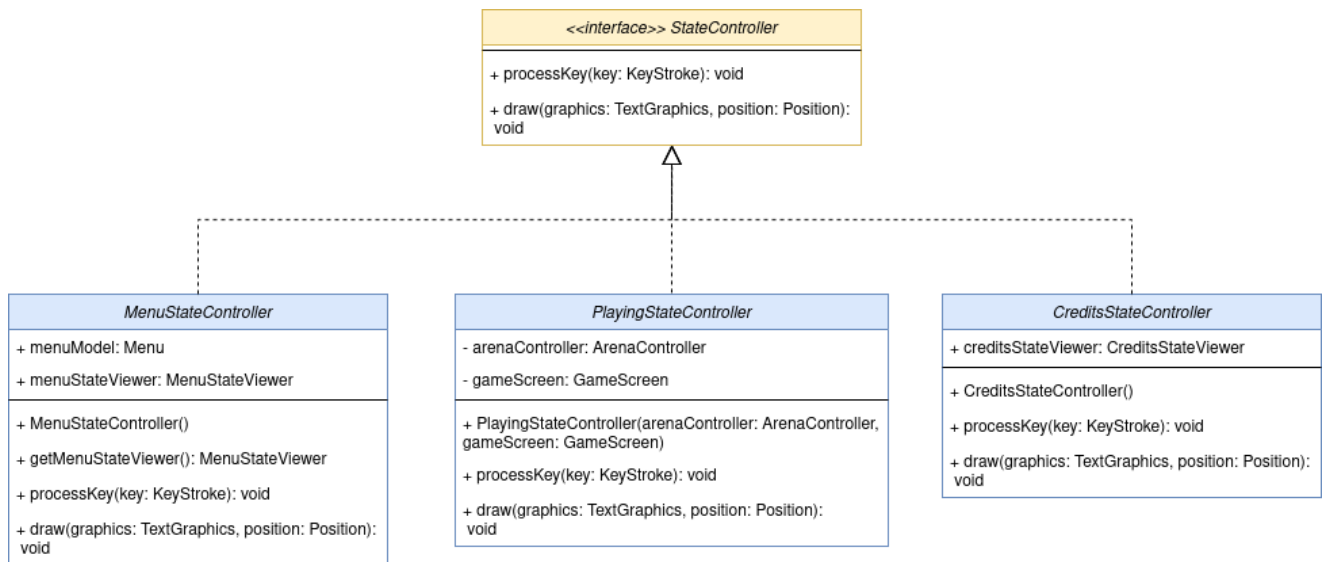 <<interface>> StateController
+ processKey(key: KeyStroke): void
+ draw(graphics: TextGraphics, position: Position):
void
MenuStateController
+ menuModel: Menu
+ menuStateViewer: MenuStateViewer
+ MenuStateController()
+ getMenuStateViewer(): MenuStateViewer
+ processKey(key: KeyStroke): void
+ draw(graphics: TextGraphics, position: Position):
void
PlayingStateController
- arenaController: ArenaController
- gameScreen: GameScreen
+ PlayingStateController(arenaController: ArenaController,
gameScreen: GameScreen)
+ processKey(key: KeyStroke): void
+ draw(graphics: TextGraphics, position: Position):
void
CreditsStateController
+ creditsStateViewer: CreditsStateViewer
+ CreditsStateController()
+ processKey(key: KeyStroke): void
+ draw(graphics: TextGraphics, position: Position):
void